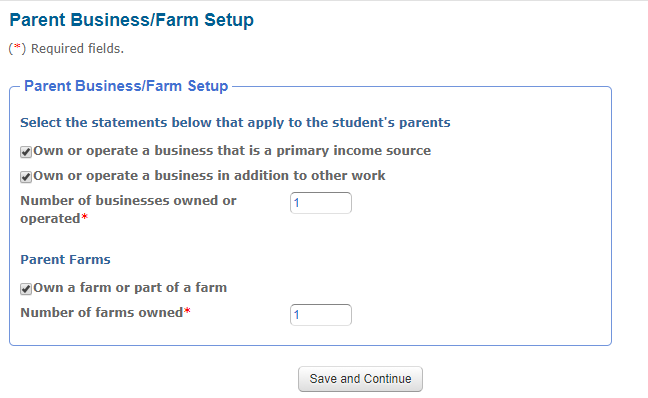 Parent Business/Farm Setup
(*) Required fields.
Parent Business/Farm Setup
Select the statements below that apply to the student's parents
Own or operate a business that is a primary income source
Own or operate a business in addition to other work
Number of businesses owned or
operated* 1
Parent Farms
Own a farm or part of a farm
Number of farms owned* 1
Save and Continue